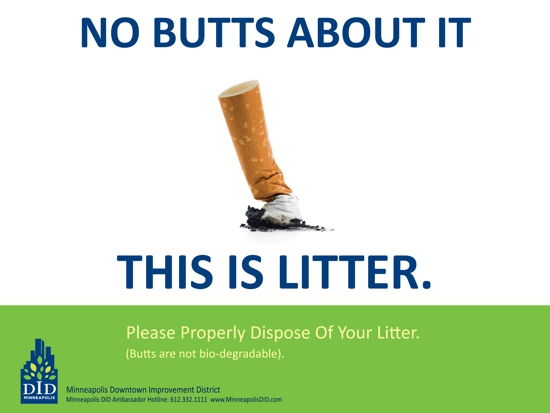 NO BUTTS ABOUT IT
THIS IS LITTER.
Please Properly Dispose Of Your Litter.
(Butts are not bio-degradable).
DID
MINNEAPOLIS
Minneapolis Downtown Improvement District
Minneapolis DID Ambassador Hotline: 612.332.1111 www.MinneapolisDID.com